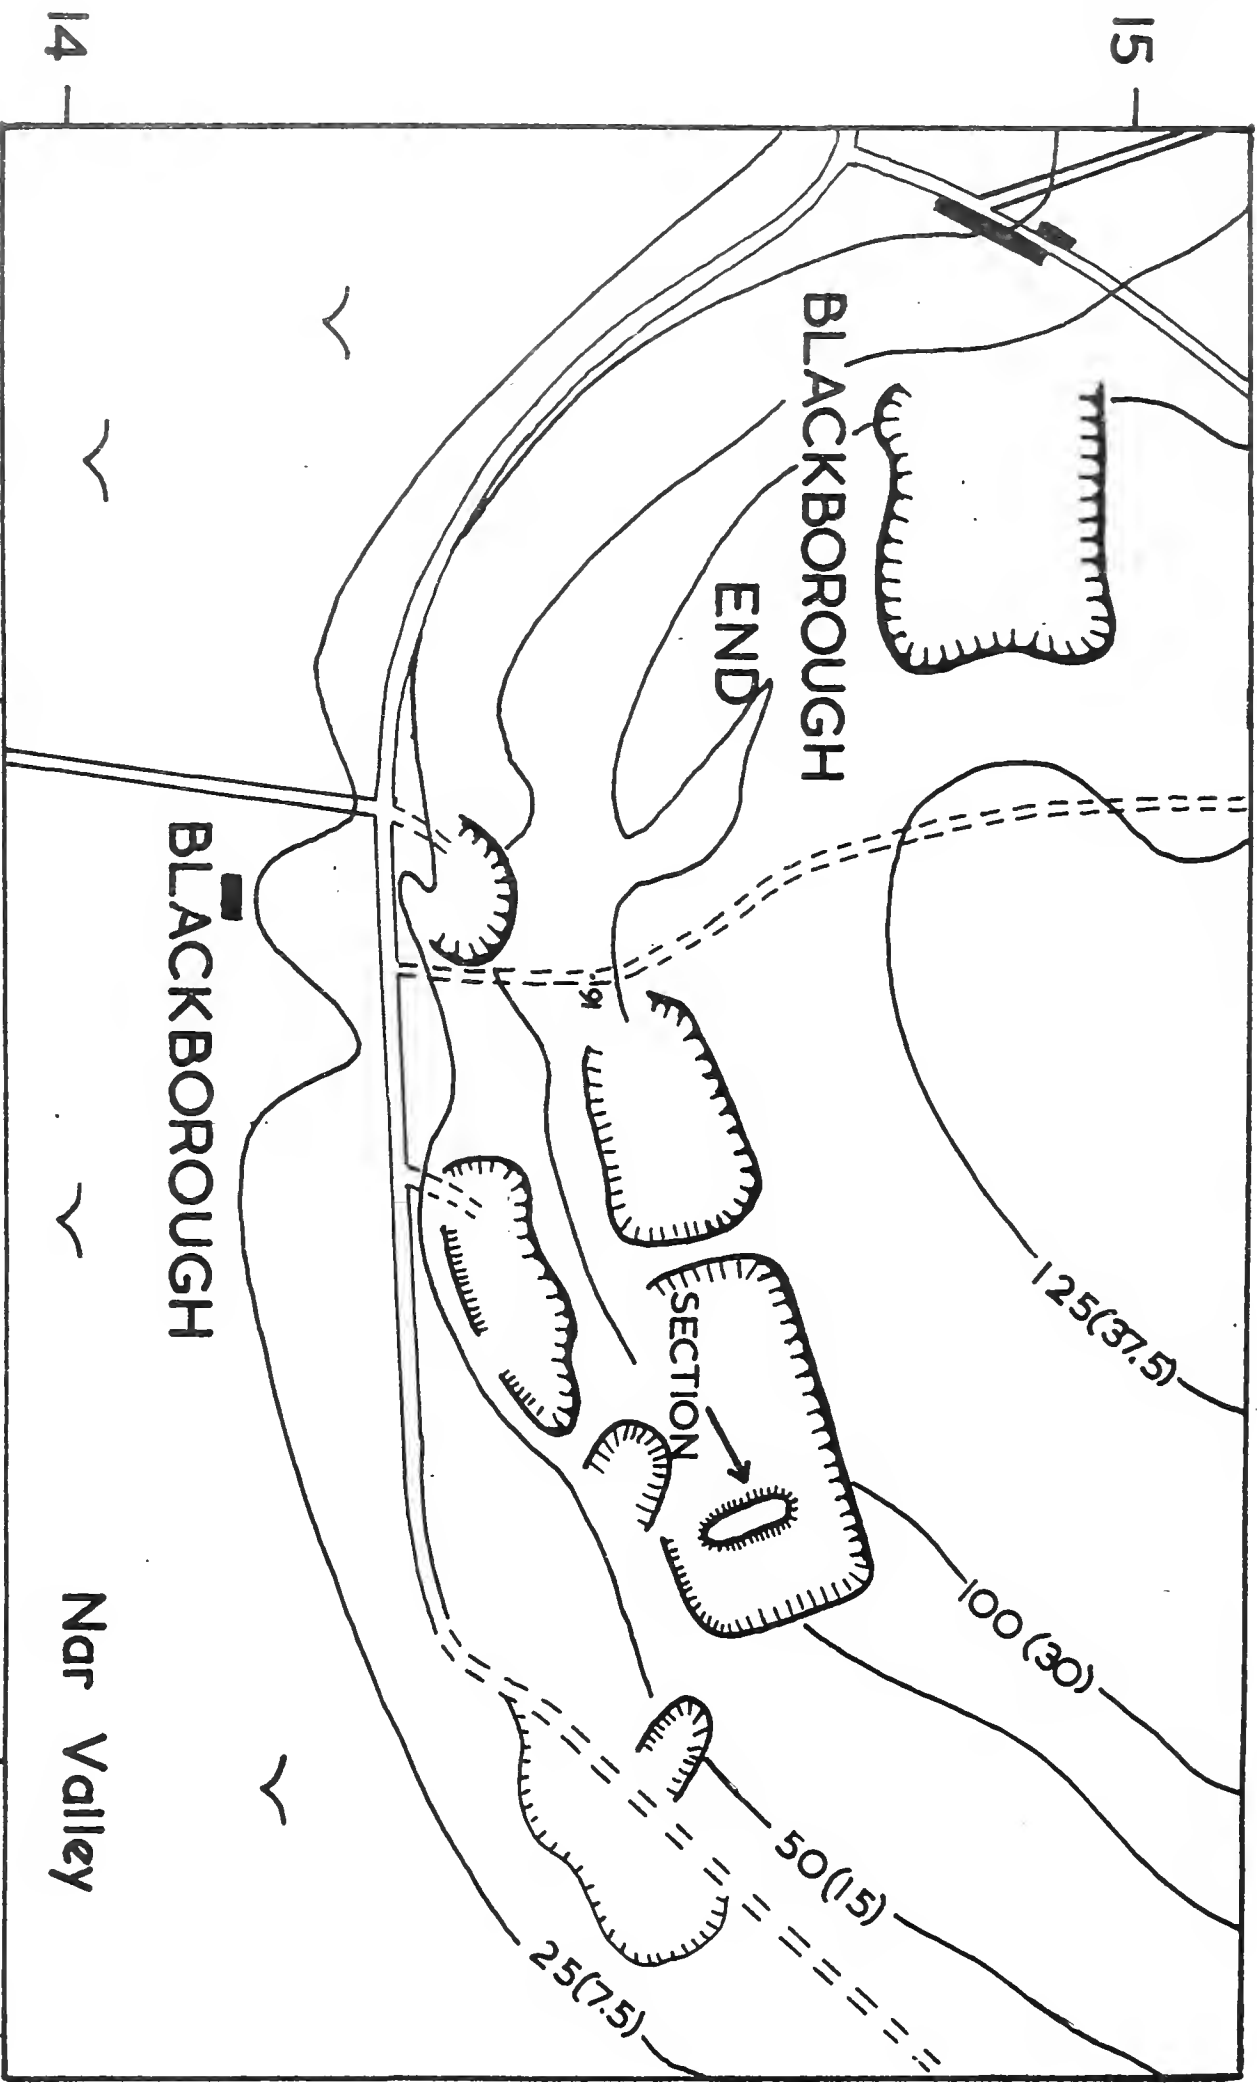 15
14
BLACKBOROUGH
END
BLACKBOROUGH
125(37.5)
100(30)
SECTION
50(15)
25(7.5)
Nar Valley